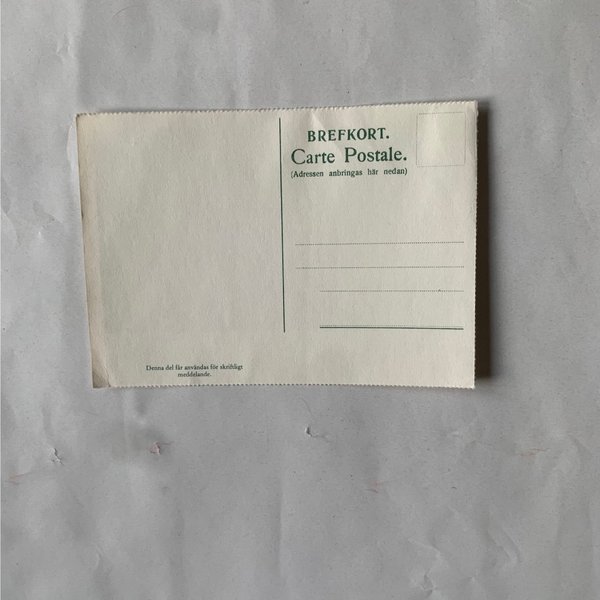 BREFKORT.
Carte Postale.
(Adressen anbringas här nedan)
Denna del får användas för skriftligt
meddelande.